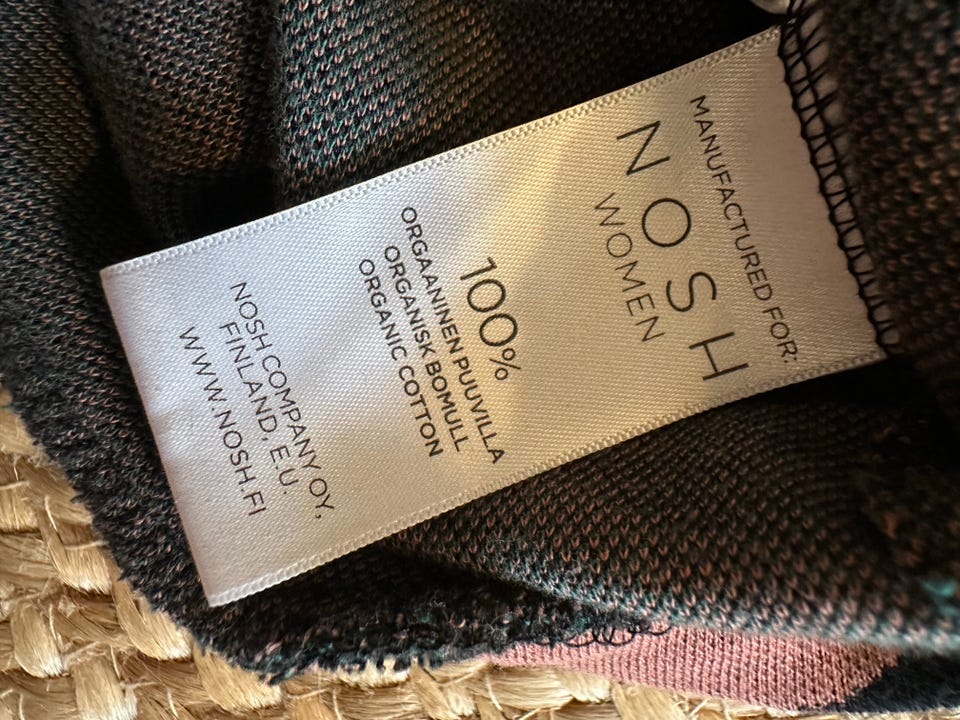 MANUFACTURED FOR:
NOSH
WOMEN
100%
ORGAANINEN PUUVILLA
ORGANISK BOMULL
ORGANIC COTTON
NOSH COMPANY OY,
FINLAND, E.U.
WWW.NOSH.FI